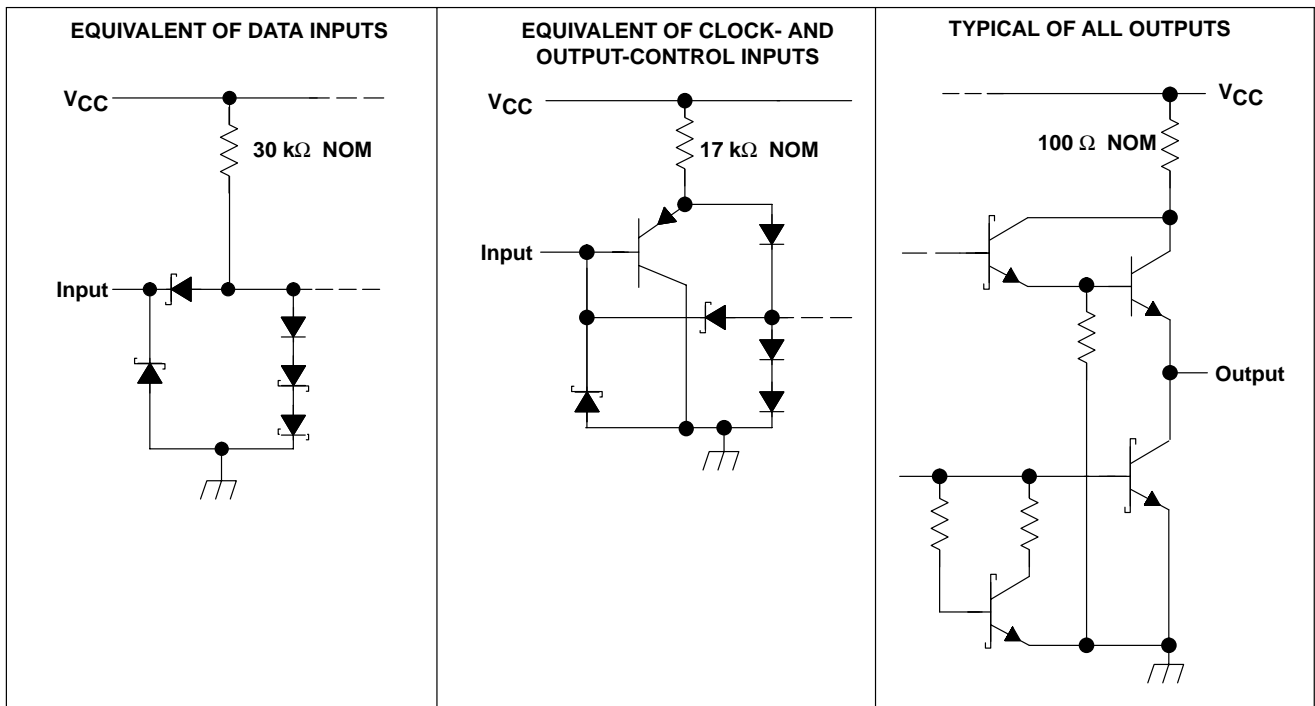 EQUIVALENT OF DATA INPUTS
VCC
30 kΩ NOM
Input
EQUIVALENT OF CLOCK- AND
OUTPUT-CONTROL INPUTS
VCC
17 kΩ NOM
Input
TYPICAL OF ALL OUTPUTS
VCC
100 Ω NOM
Output